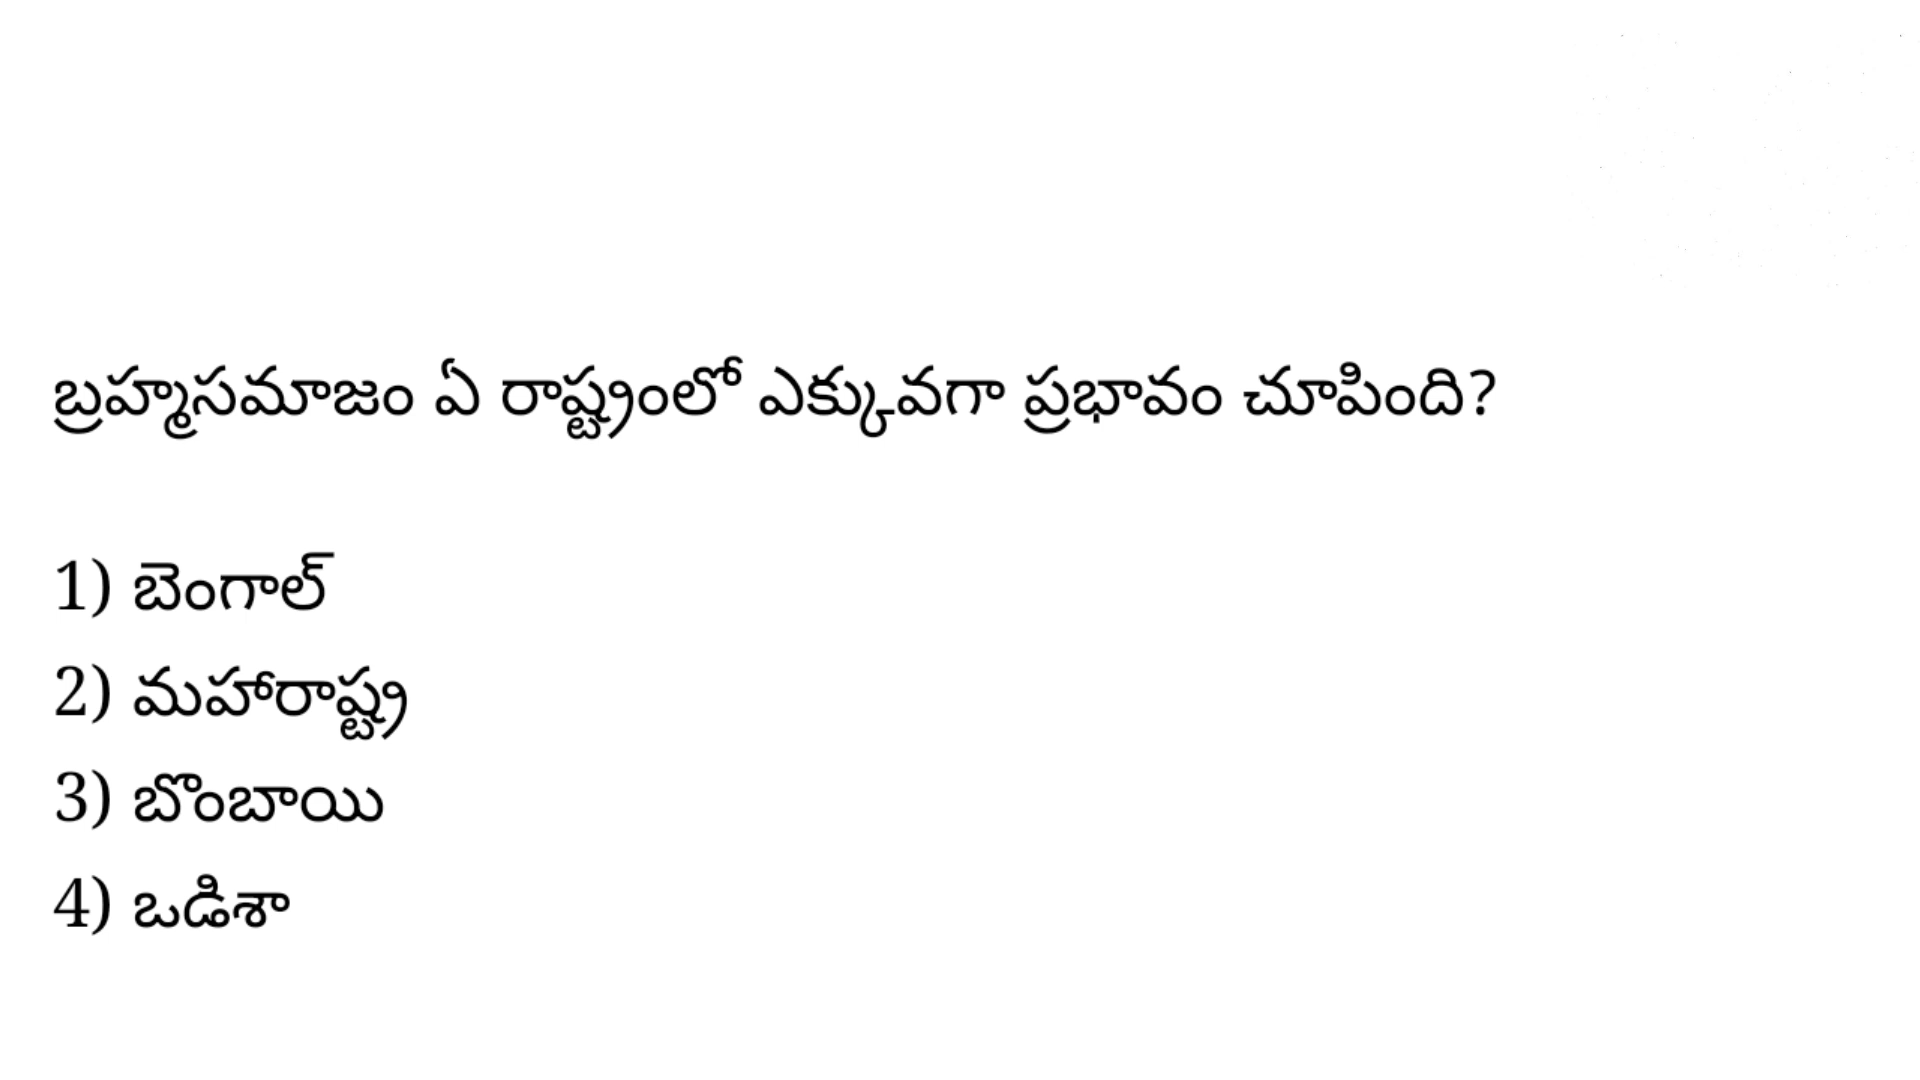 బ్రహ్మసమాజం ఏ రాష్ట్రంలో ఎక్కువగా ప్రభావం చూపింది?
1) బెంగాల్
2) మహారాష్ట్ర
3) బొంబాయి
4) ఒడిశా